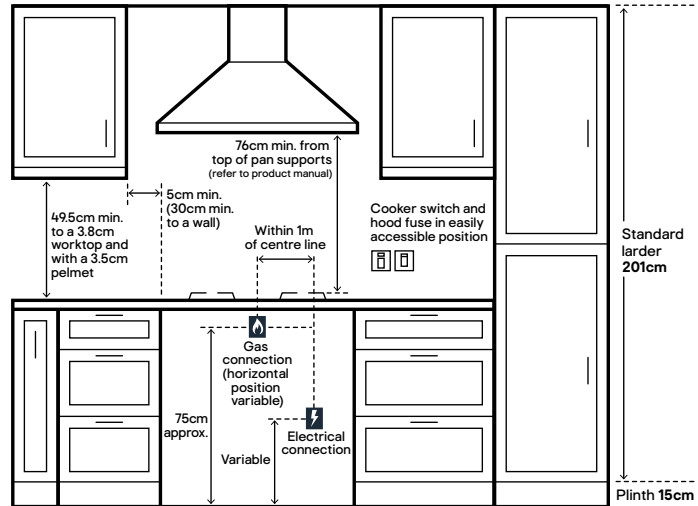 76cm min. from
top of pan supports
(refer to product manual)
5cm min.
(30cm min.
to a wall)
49.5cm min.
to a 3.8cm
worktop and
with a 3.5cm
pelmet
Within 1m
of centre line
Cooker switch and
hood fuse in easily
accessible position
Standard
larder
201cm
Gas
connection
(horizontal
position
variable)
75cm
approx.
Electrical
connection
Variable
Plinth 15cm